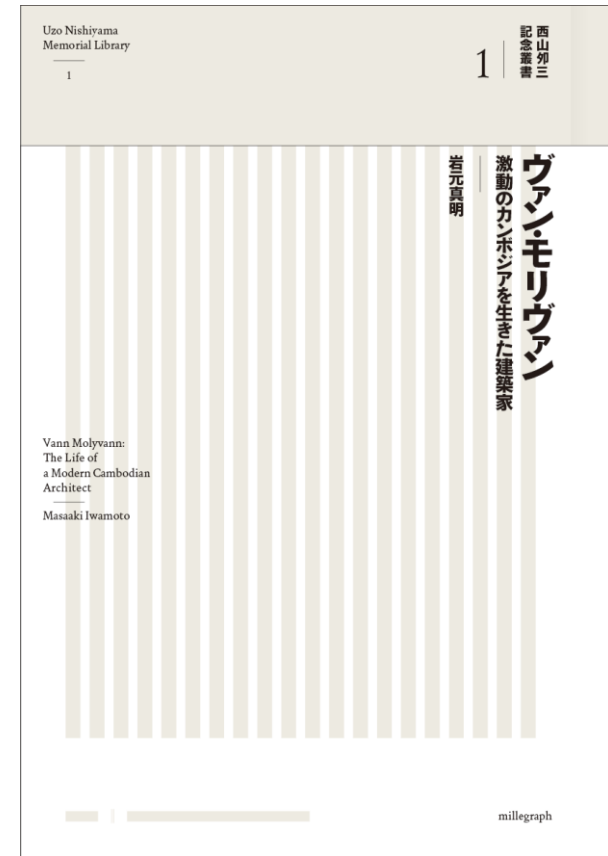 Uzo Nishiyama
Memorial Library
1
西山夘三
記念叢書
1
ヴァン・モリヴァン
激動のカンボジアを生きた建築家
岩元真明
Vann Molyvann:
The Life of
a Modern Cambodian
Architect
Masaaki Iwamoto
millegraph